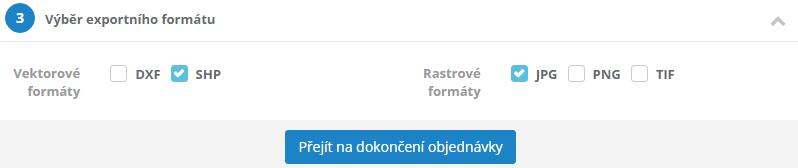 3 Výběr exportního formátu
Vektorové formáty DXF SHP
Rastrové formáty JPG PNG TIF
Přejít na dokončení objednávky